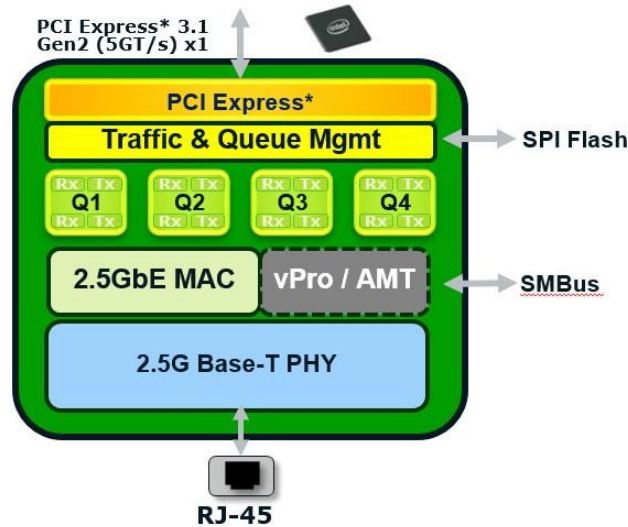 PCI Express* 3.1
Gen2 (5GT/s) x1
intel
PCI Express*
Traffic & Queue Mgmt
SPI Flash
Rx Tx Rx Tx Rx Tx Rx Tx
Q1 Q2 Q3 Q4
Rx Tx Rx Tx Rx Tx Rx Tx
2.5GbE MAC vPro / AMT
SMBus
2.5G Base-T PHY
RJ-45